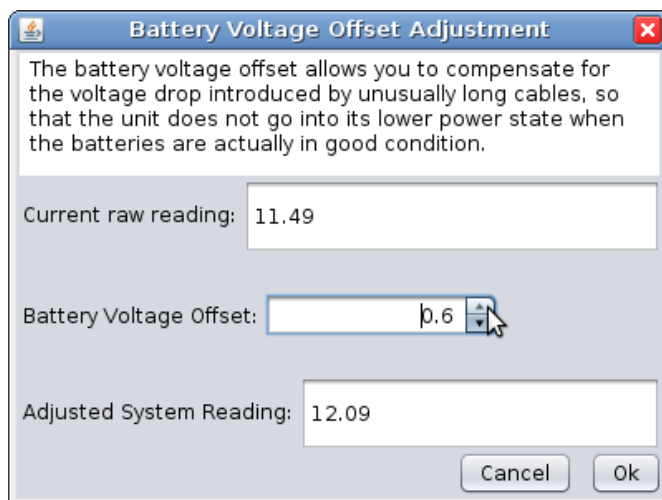 Battery Voltage Offset Adjustment
The battery voltage offset allows you to compensate for
the voltage drop introduced by unusually long cables, so
that the unit does not go into its lower power state when
the batteries are actually in good condition.
Current raw reading: 11.49
Battery Voltage Offset: 0.6
Adjusted System Reading: 12.09
Cancel Ok